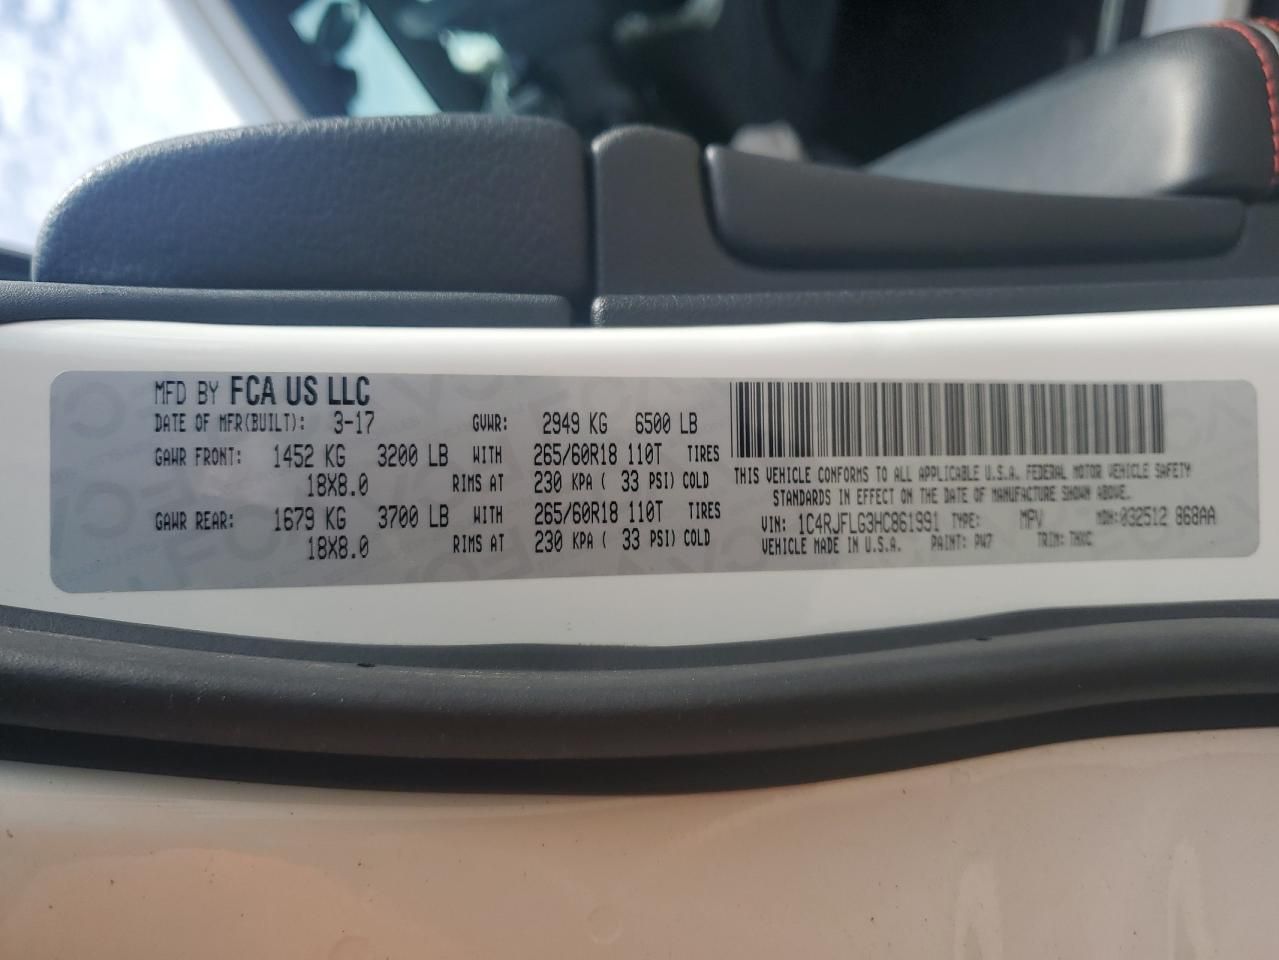 MFD BY FCA US LLC
DATE OF MFR(BUILT): 3-17 GVWR: 2949 KG 6500 LB
GAWR FRONT: 1452 KG 3200 LB WITH 265/60R18 110T TIRES
18X8.0 RIMS AT 230 KPA ( 33 PSI) COLD
GAWR REAR: 1679 KG 3700 LB WITH 265/60R18 110T TIRES
18X8.0 RIMS AT 230 KPA ( 33 PSI) COLD
THIS VEHICLE CONFORMS TO ALL APPLICABLE U.S.A. FEDERAL MOTOR VEHICLE SAFETY
STANDARDS IN EFFECT ON THE DATE OF MANUFACTURE SHOWN ABOVE.
VIN: 1C4RJFLG3HC861991 TYPE: MPV MDH:032512 868AA
VEHICLE MADE IN U.S.A. PAINT: PW7 TRIM: THXC